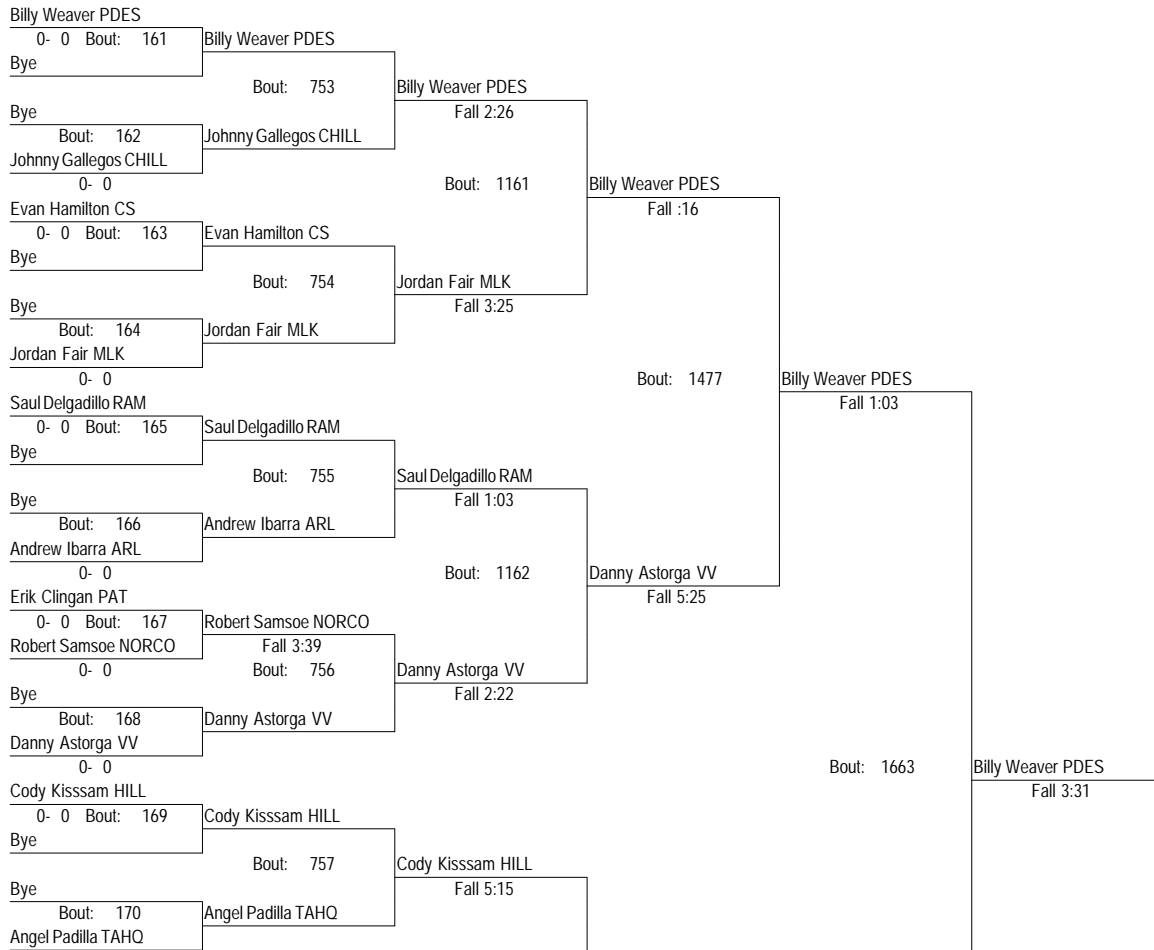 Billy Weaver PDES
0- 0 Bout: 161 Billy Weaver PDES
Bye
Bout: 753 Billy Weaver PDES
Bye Fall 2:26
Bout: 162 Johnny Gallegos CHILL
Johnny Gallegos CHILL
0- 0 Bout: 1161 Billy Weaver PDES
Evan Hamilton CS Fall :16
0- 0 Bout: 163 Evan Hamilton CS
Bye
Bout: 754 Jordan Fair MLK
Bye Fall 3:25
Bout: 164 Jordan Fair MLK
Jordan Fair MLK
0- 0 Bout: 1477 Billy Weaver PDES
Saul Delgadillo RAM Fall 1:03
0- 0 Bout: 165 Saul Delgadillo RAM
Bye
Bout: 755 Saul Delgadillo RAM
Bye Fall 1:03
Bout: 166 Andrew Ibarra ARL
Andrew Ibarra ARL
0- 0 Bout: 1162 Danny Astorga VV
Erik Clingan PAT Fall 5:25
0- 0 Bout: 167 Robert Samsoe NORCO
Robert Samsoe NORCO Fall 3:39
0- 0 Bout: 756 Danny Astorga VV
Bye Fall 2:22
Bout: 168 Danny Astorga VV
Danny Astorga VV
0- 0 Bout: 1663 Billy Weaver PDES
Cody Kisssam HILL Fall 3:31
0- 0 Bout: 169 Cody Kisssam HILL
Bye
Bout: 757 Cody Kisssam HILL
Bye Fall 5:15
Bout: 170 Angel Padilla TAHQ
Angel Padilla TAHQ